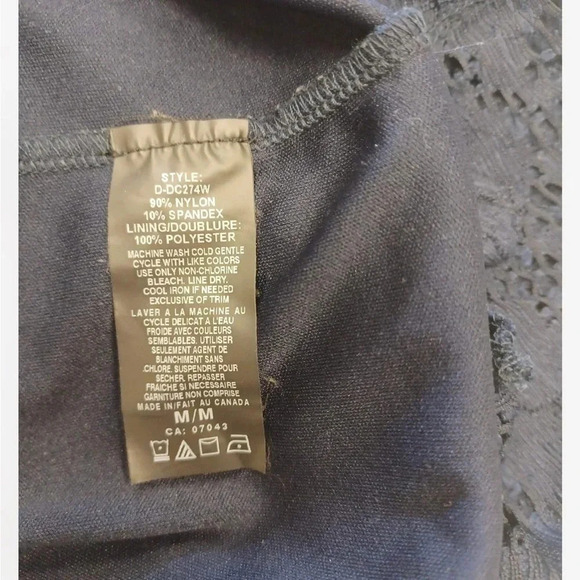 STYLE:
D-DC274W
90% NYLON
10% SPANDEX
LINING/DOUBLURE:
100% POLYESTER
MACHINE WASH COLD GENTLE
CYCLE WITH LIKE COLORS
USE ONLY NON-CHLORINE
BLEACH. LINE DRY.
COOL IRON IF NEEDED
EXCLUSIVE OF TRIM
LAVER A LA MACHINE AU
CYCLE DELICAT A L'EAU
FROIDE AVEC COULEURS
SEMBLABLES. UTILISER
SEULEMENT AGENT DE
BLANCHIMENT SANS
.CHLORE. SUSPENDRE POUR
SECHER. REPASSER
FRAICHE SI NECESSAIRE
GARNITURE NON COMPRISE
MADE IN/FAIT AU CANADA
M/M
CA: 07043